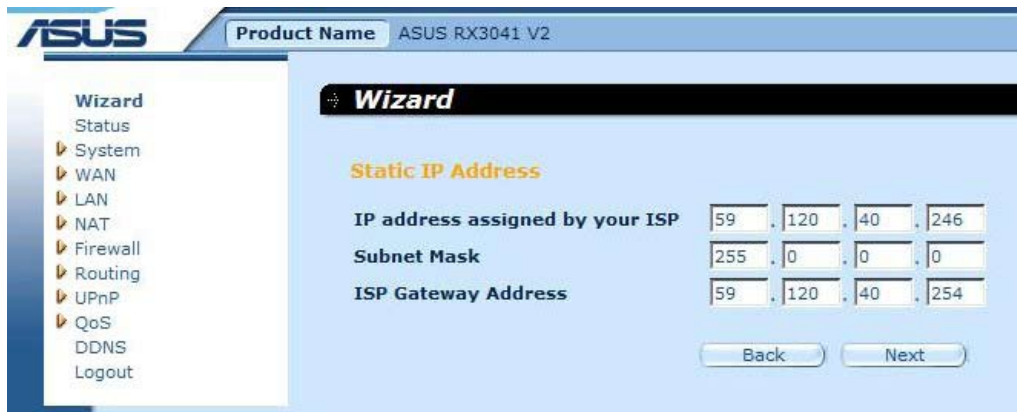 ASUS
Product Name ASUS RX3041 V2
Wizard
Status
System
WAN
LAN
NAT
Firewall
Routing
UPnP
QoS
DDNS
Logout
Wizard
Static IP Address
IP address assigned by your ISP 59 . 120 . 40 . 246
Subnet Mask 255 . 0 . 0 . 0
ISP Gateway Address 59 . 120 . 40 . 254
Back Next